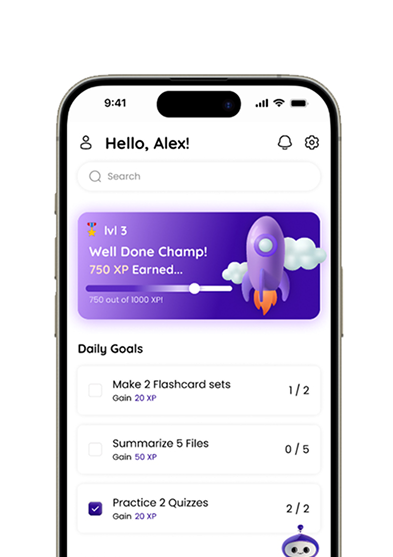 9:41
Hello, Alex!
Search
lvl 3
Well Done Champ!
750 XP Earned...
750 out of 1000 XP!
Daily Goals
Make 2 Flashcard sets
1 / 2
Gain 20 XP
Summarize 5 Files
0 / 5
Gain 50 XP
Practice 2 Quizzes
2 / 2
Gain 20 XP